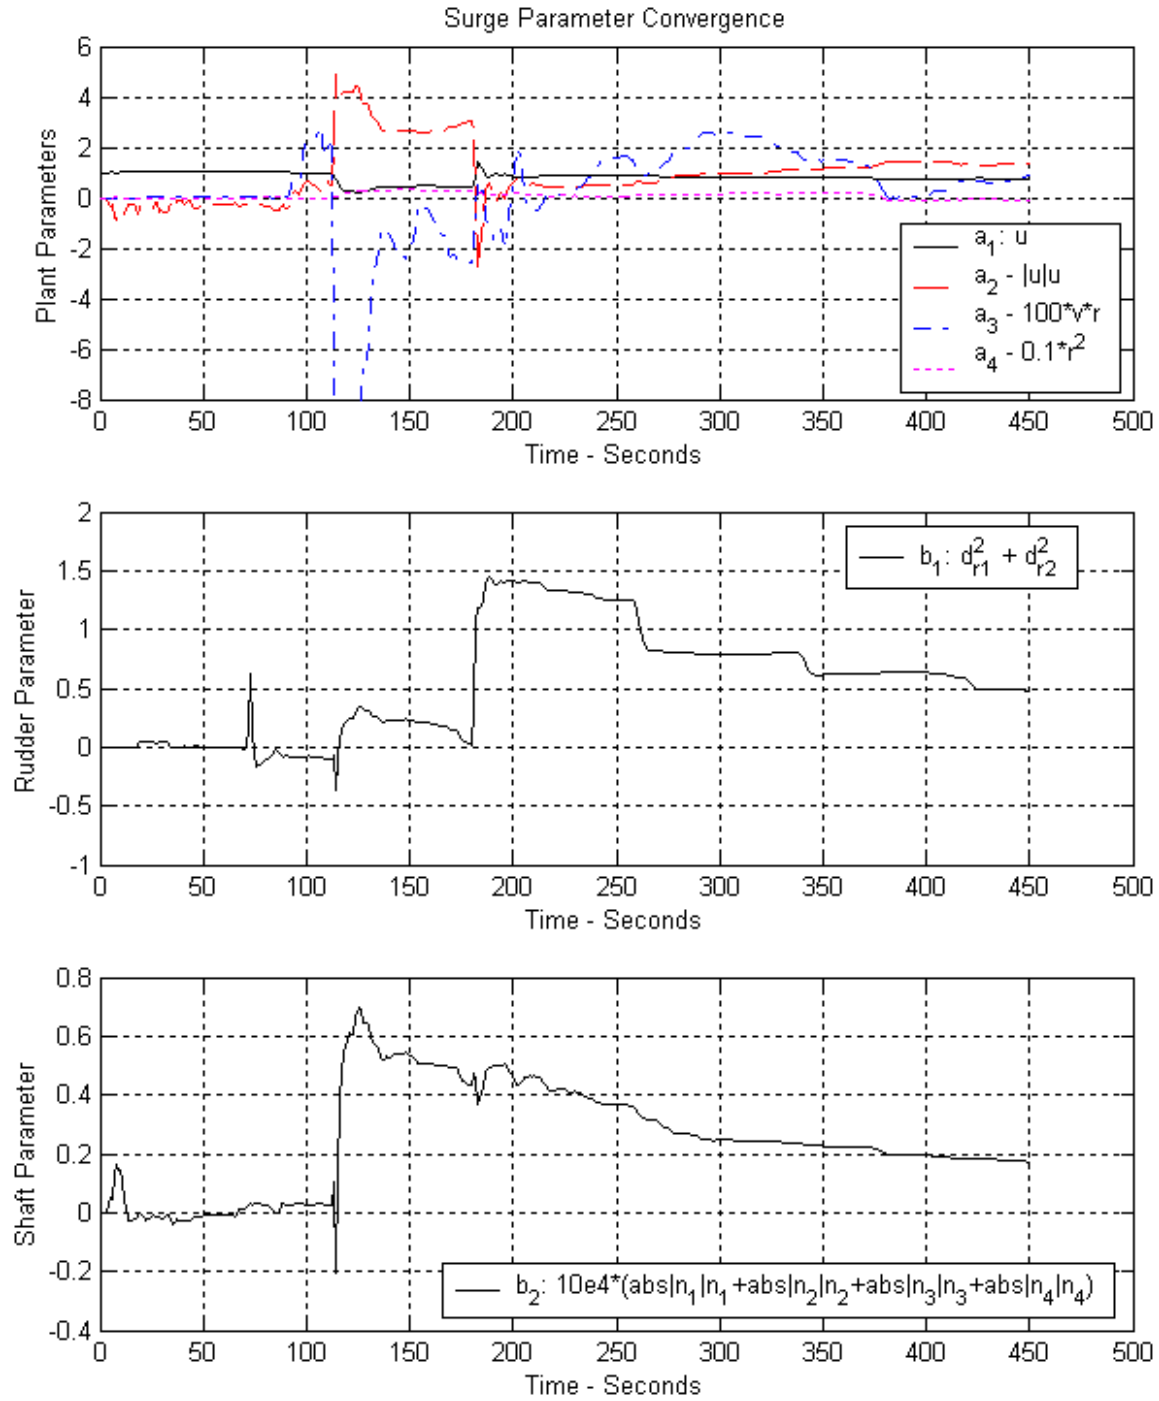 Surge Parameter Convergence
6
4
2
0
-2
-4
-6
-8
Plant Parameters
a₁: u
a₂ - |u|u
a₃ - 100*v*r
a₄ - 0.1*r²
0 50 100 150 200 250 300 350 400 450 500
Time - Seconds
2
1.5
1
0.5
0
-0.5
-1
Rudder Parameter
b₁: d²ᵣ₁ + d²ᵣ₂
0 50 100 150 200 250 300 350 400 450 500
Time - Seconds
0.8
0.6
0.4
0.2
0
-0.2
-0.4
Shaft Parameter
b₂: 10e4*(abs|n₁|n₁+abs|n₂|n₂+abs|n₃|n₃+abs|n₄|n₄)
0 50 100 150 200 250 300 350 400 450 500
Time - Seconds